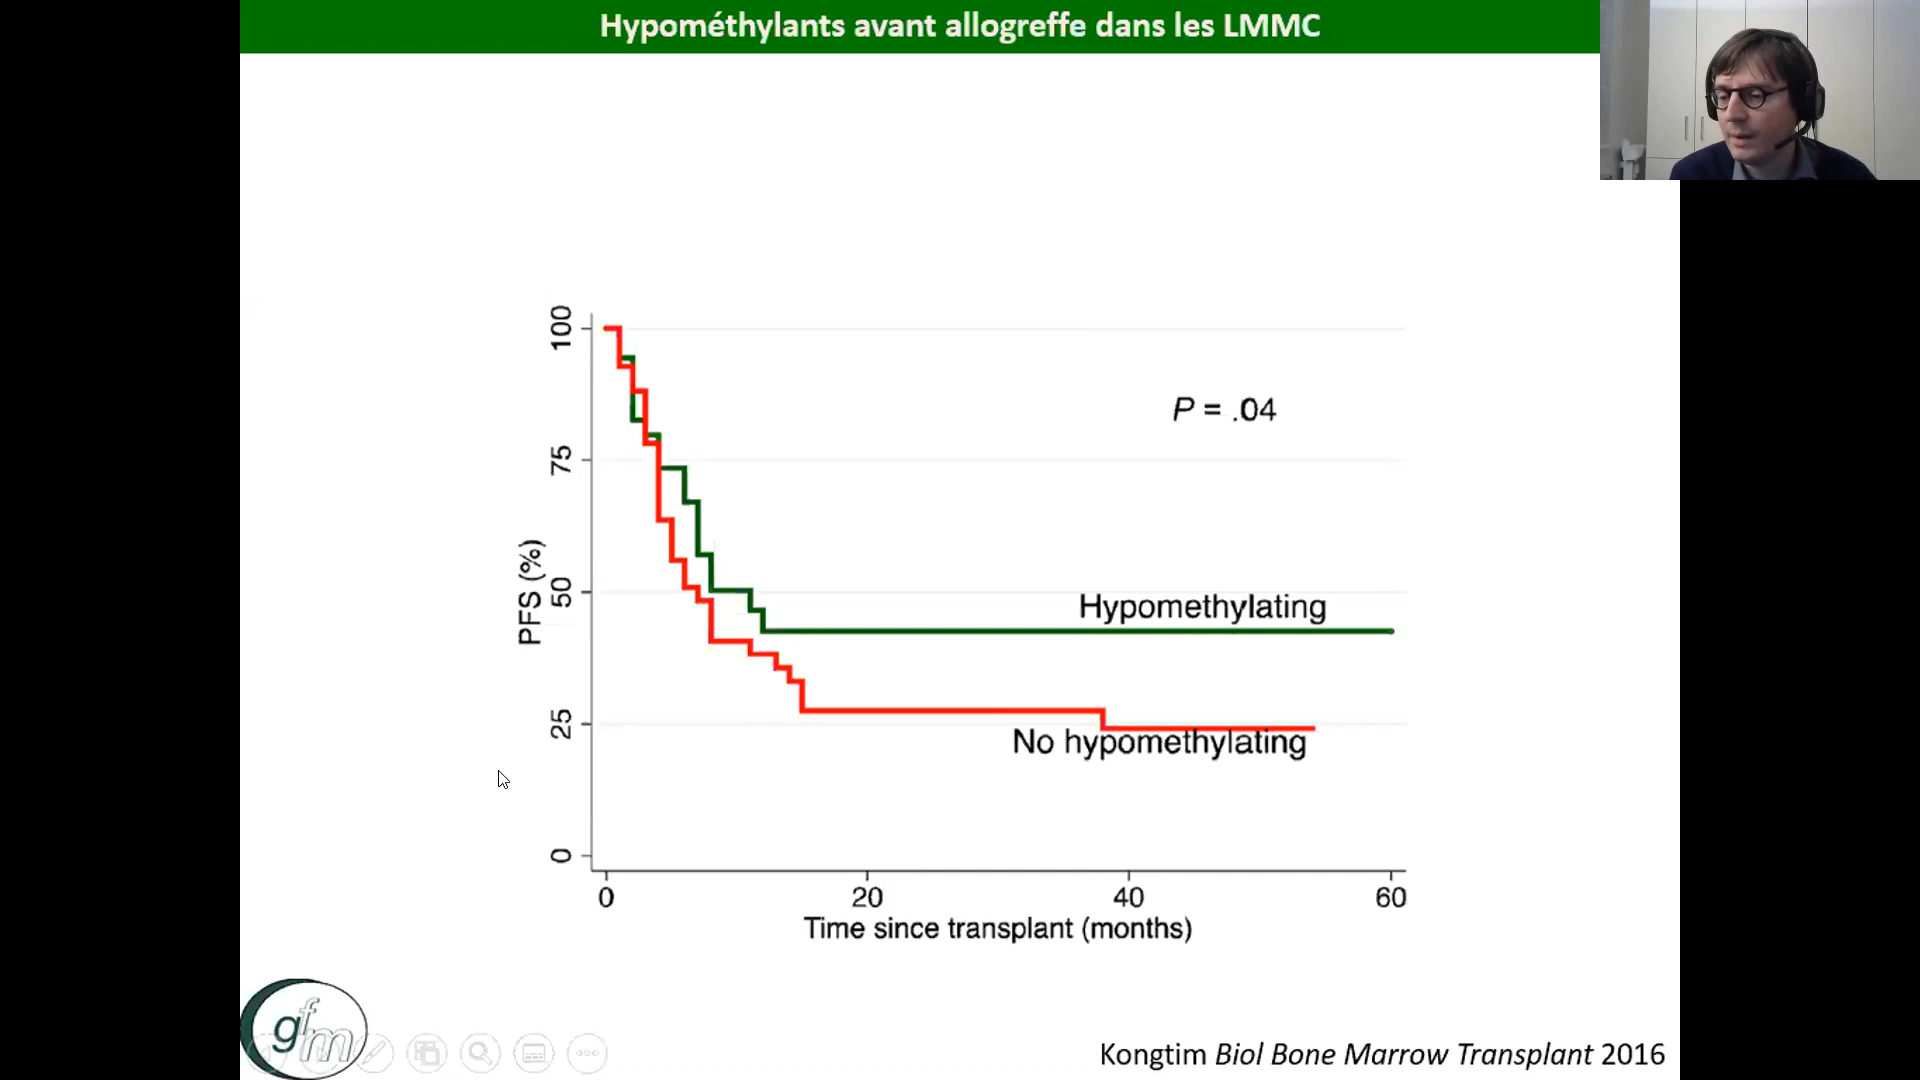 Hypométhylants avant allogreffe dans les LMMC
100
75
50
25
0
PFS (%)
P = .04
Hypomethylating
No hypomethylating
0 20 40 60
Time since transplant (months)
gfm
Kongtim Biol Bone Marrow Transplant 2016